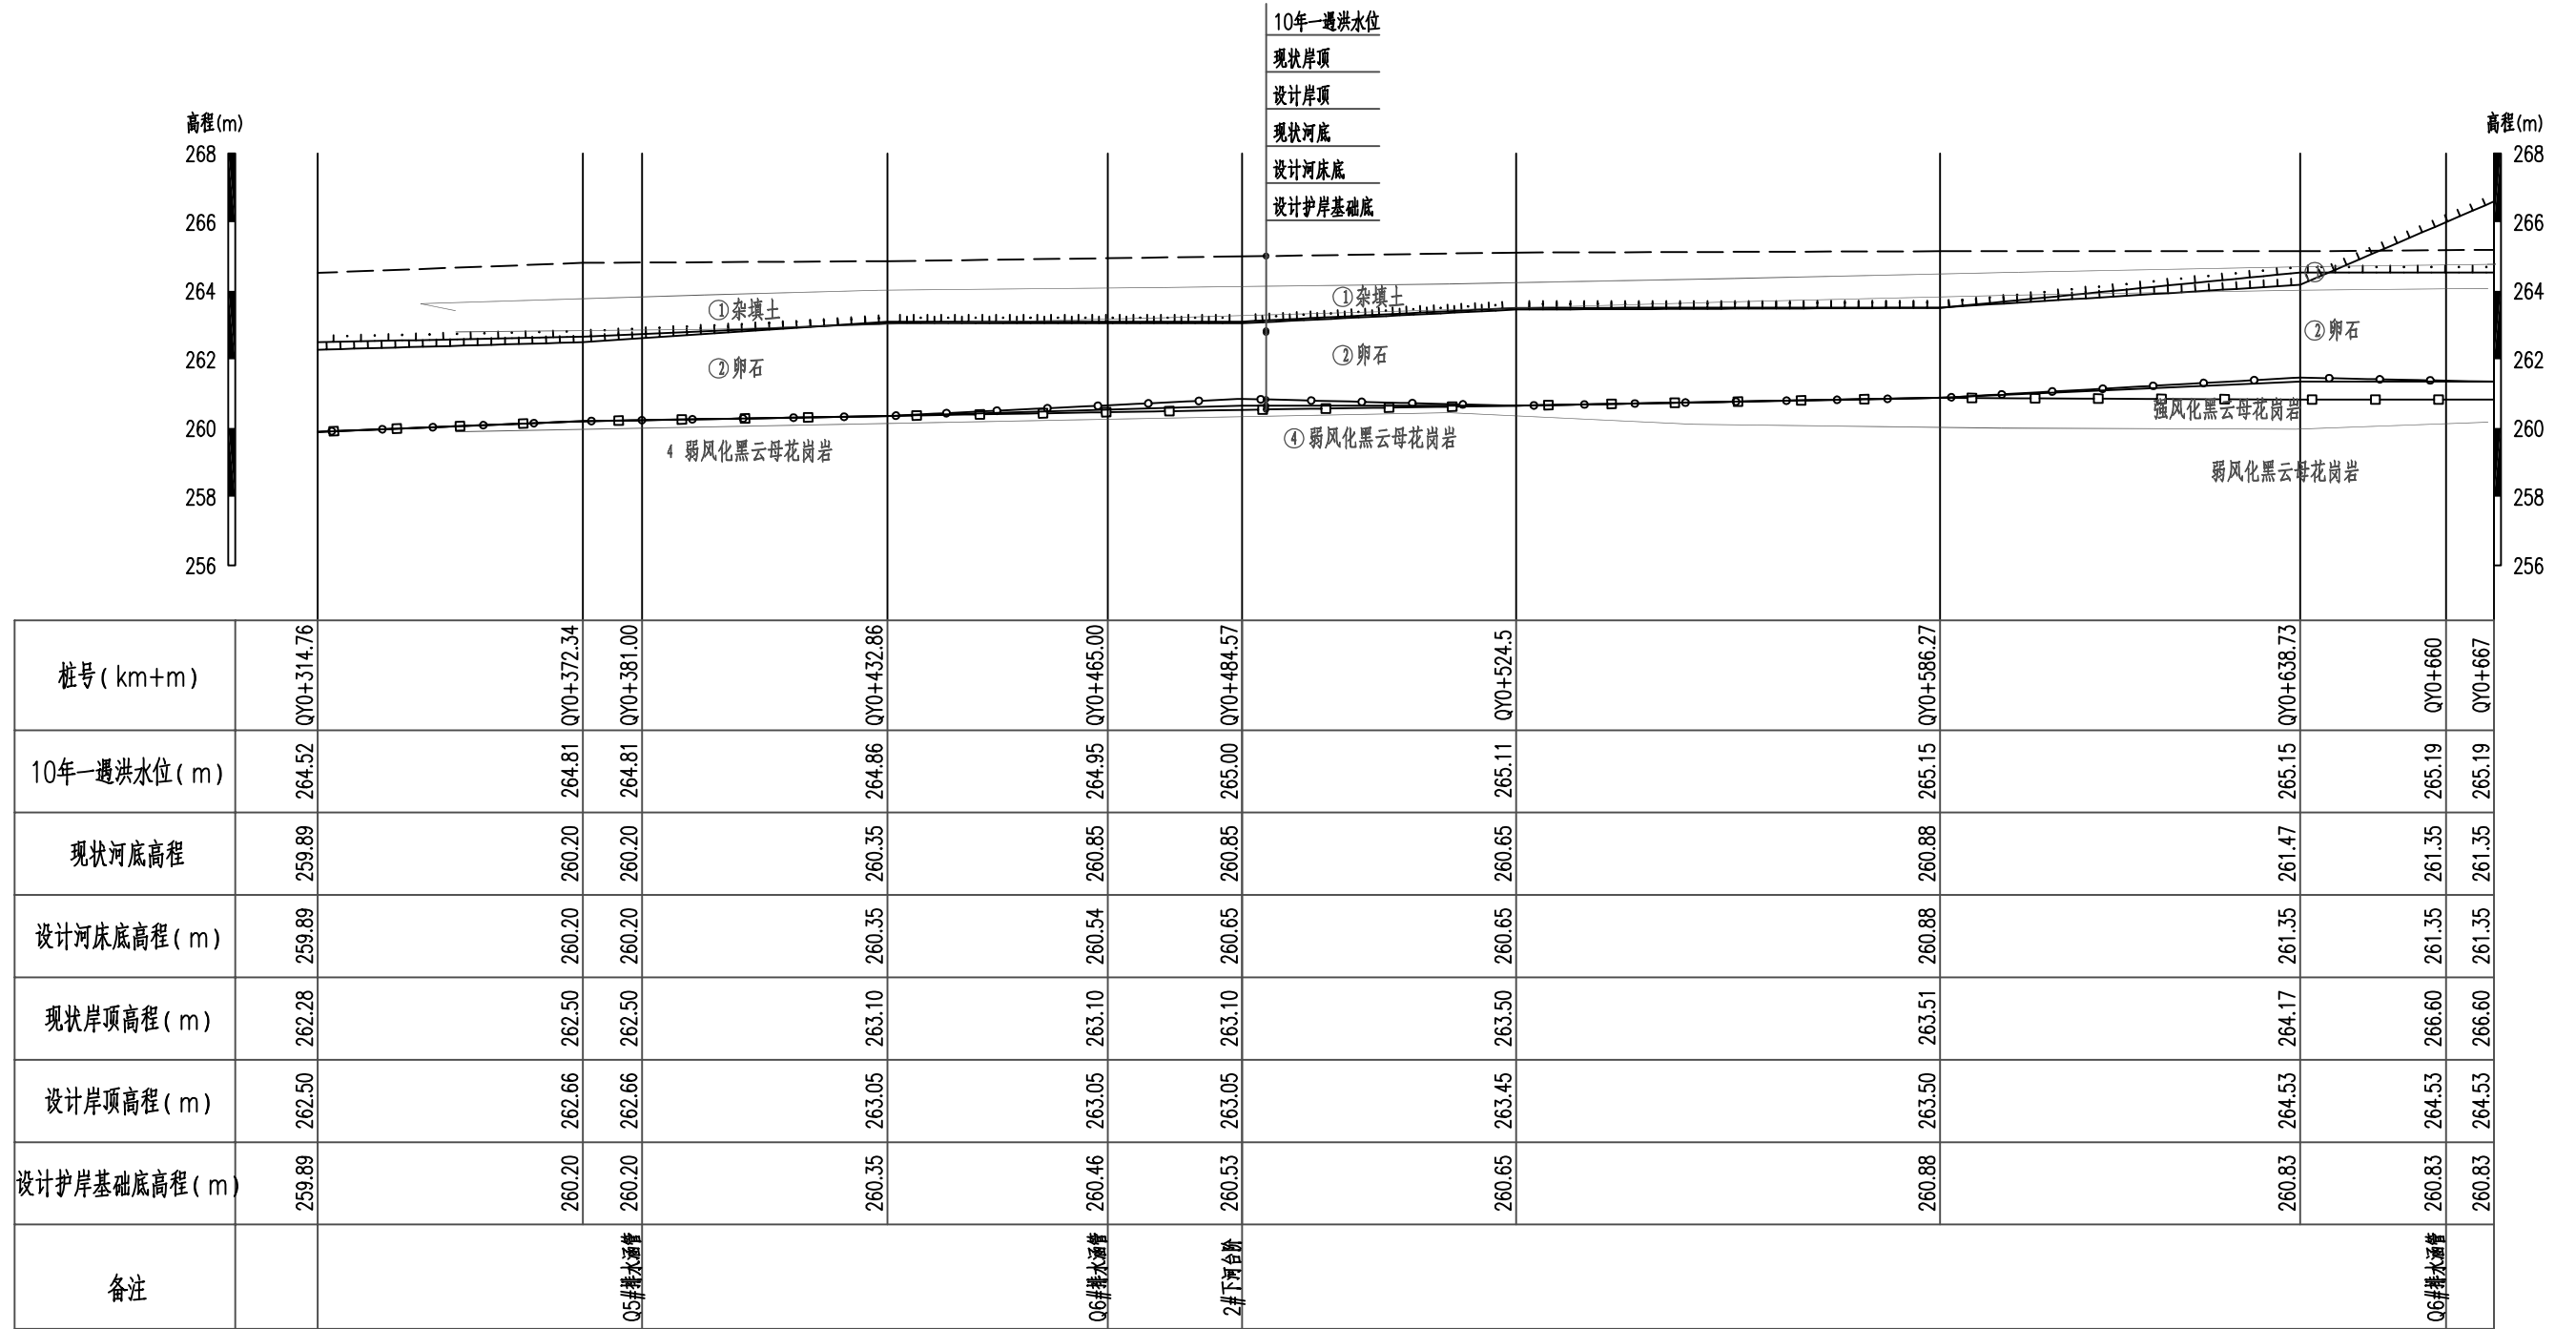 10年一遇洪水位
现状岸顶
设计岸顶
现状河底
设计河床底
设计护岸基础底
高程(m)
高程(m)
268
266
264
262
260
258
256
268
266
264
262
260
258
256
①杂填土
②卵石
4 弱风化黑云母花岗岩
①杂填土
②卵石
④弱风化黑云母花岗岩
①
②卵石
强风化黑云母花岗岩
弱风化黑云母花岗岩
桩号(km+m) QY0+314.76 QY0+372.34 QY0+381.00 QY0+432.86 QY0+465.00 QY0+484.57 QY0+524.5 QY0+586.27 QY0+638.73 QY0+660 QY0+667
10年一遇洪水位(m) 264.52 264.81 264.81 264.86 264.95 265.00 265.11 265.15 265.15 265.19 265.19
现状河底高程 259.89 260.20 260.20 260.35 260.85 260.85 260.65 260.88 261.47 261.35 261.35
设计河床底高程(m) 259.89 260.20 260.20 260.35 260.54 260.65 260.65 260.88 261.35 261.35 261.35
现状岸顶高程(m) 262.28 262.50 262.50 263.10 263.10 263.10 263.50 263.51 264.17 266.60 266.60
设计岸顶高程(m) 262.50 262.66 262.66 263.05 263.05 263.05 263.45 263.50 264.53 264.53 264.53
设计护岸基础底高程(m) 259.89 260.20 260.20 260.35 260.46 260.53 260.65 260.88 260.83 260.83 260.83
备注 Q5#排水涵管 Q6#排水涵管 2#下河台阶 Q6#排水涵管